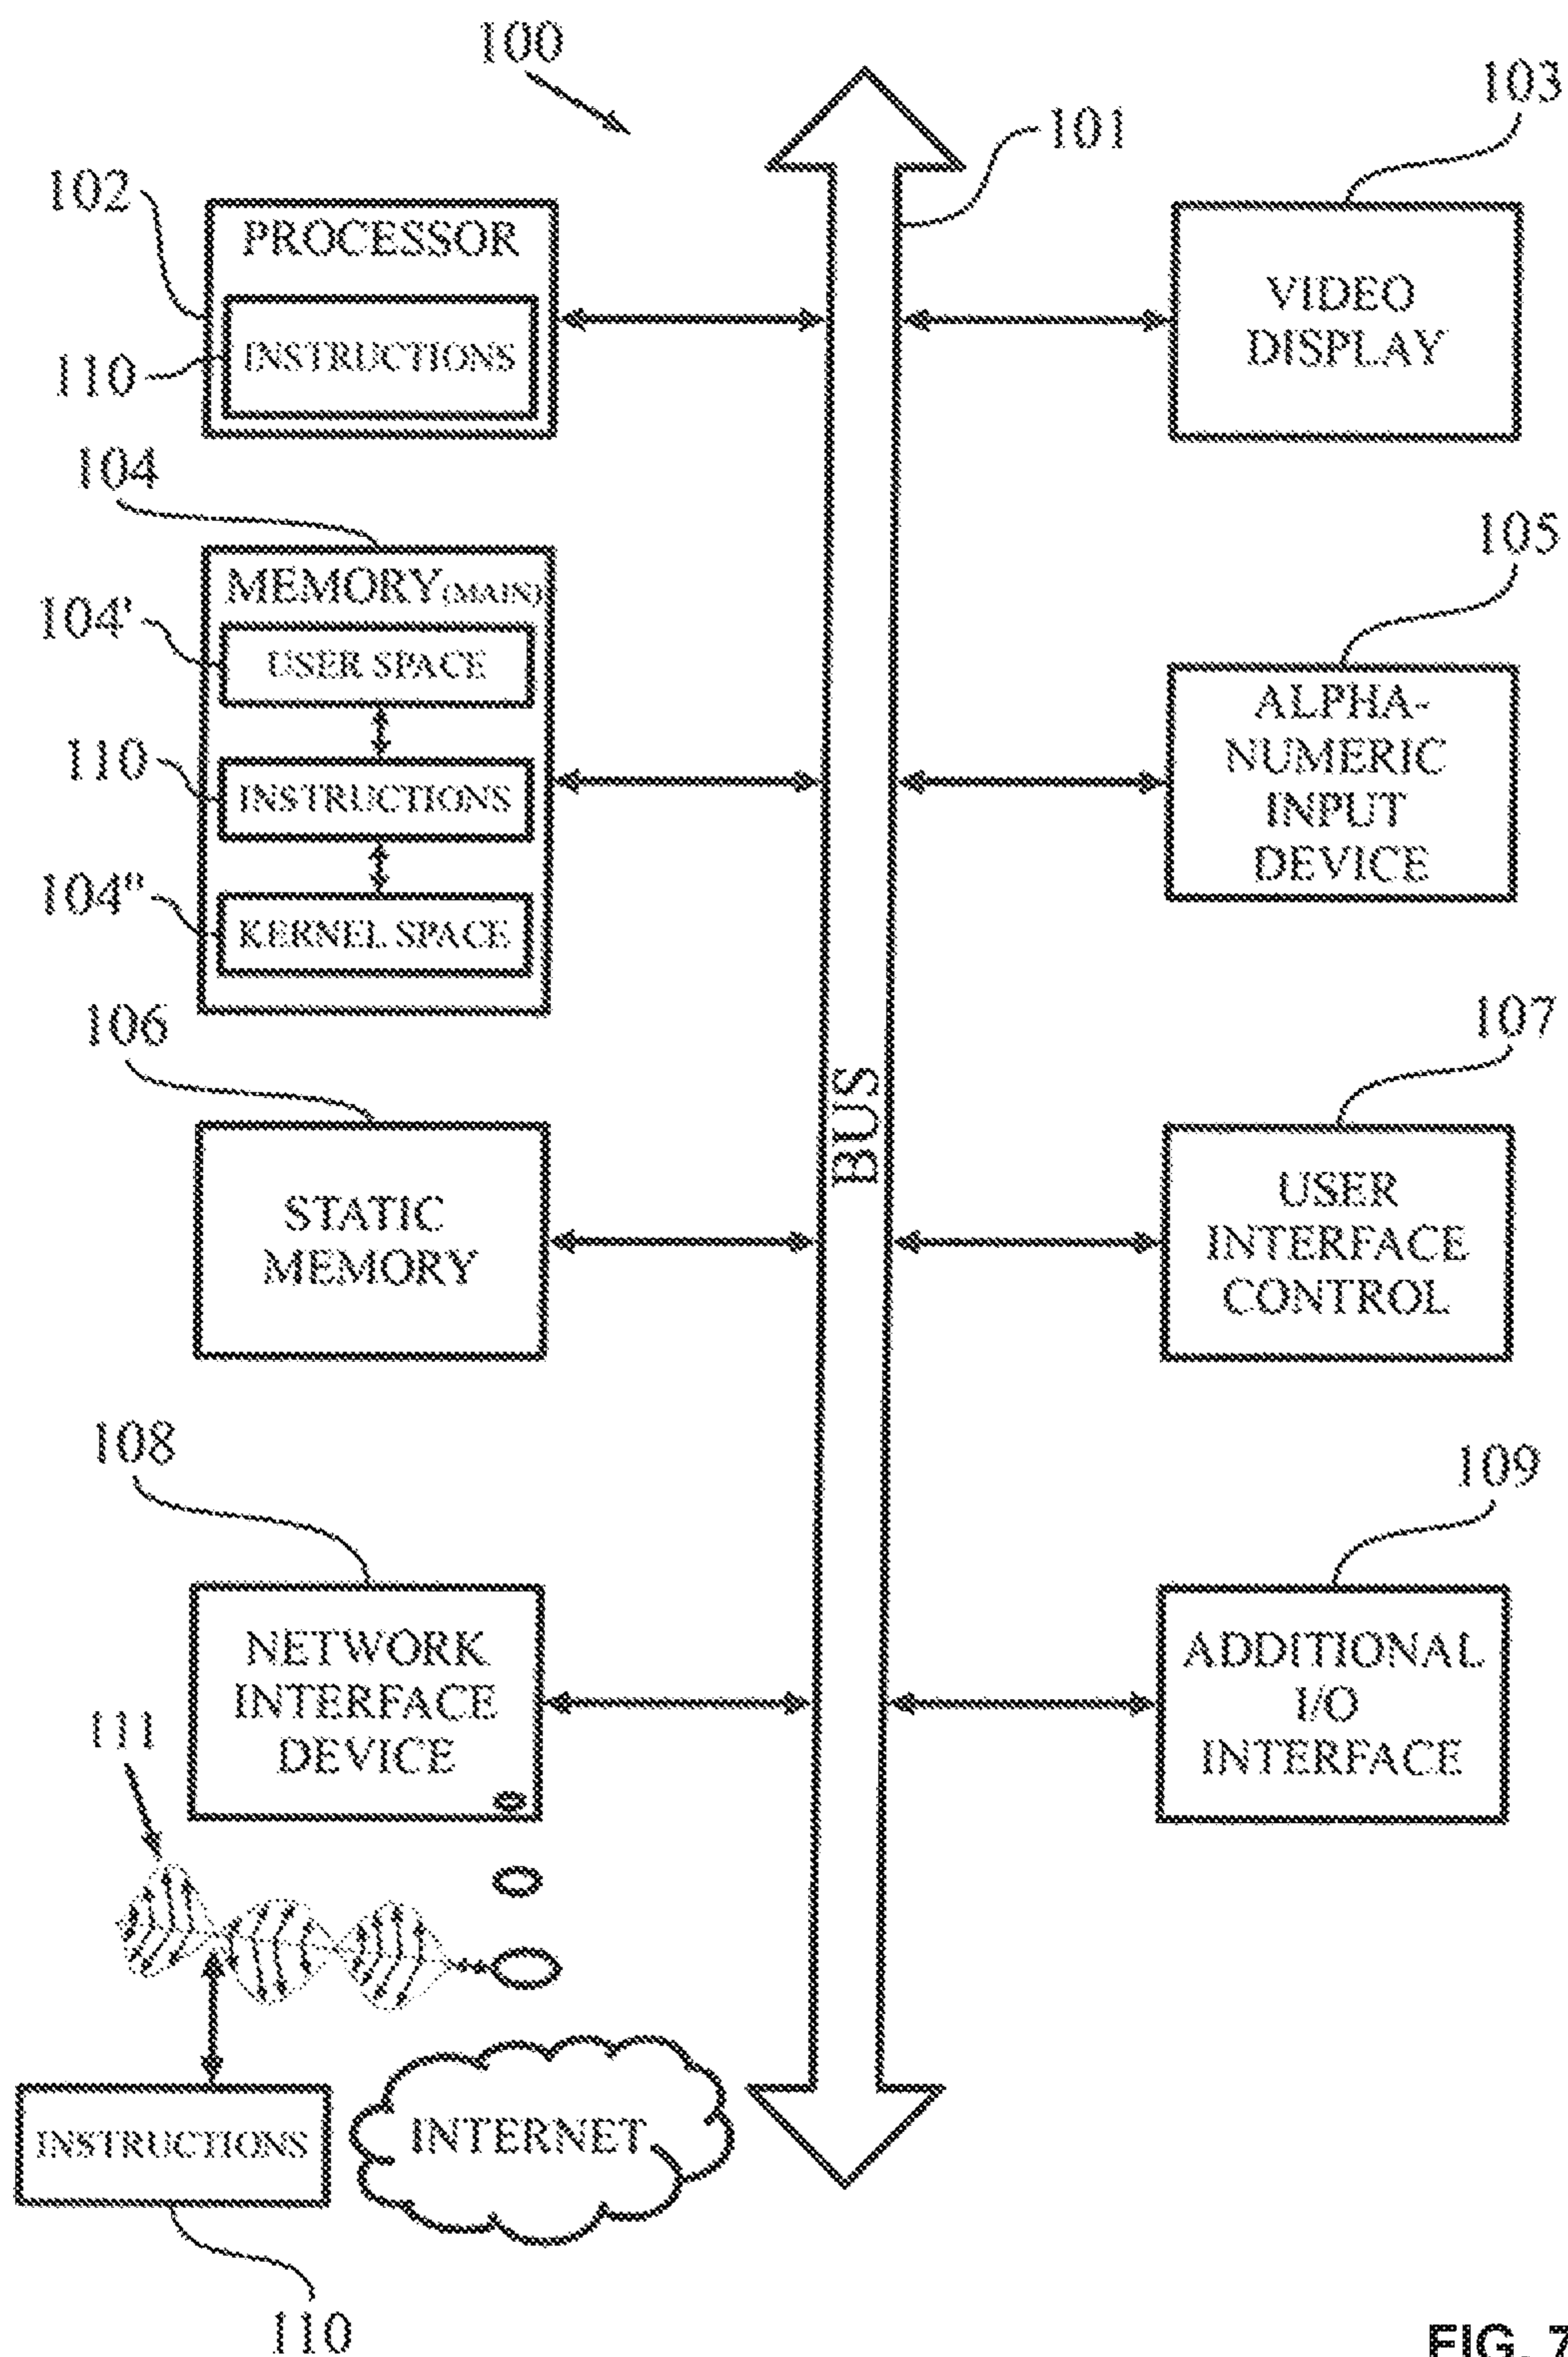 100
101
103
102
PROCESSOR
110
INSTRUCTIONS
VIDEO
DISPLAY
104
MEMORY(MAIN)
104'
USER SPACE
110
INSTRUCTIONS
104"
KERNEL SPACE
105
ALPHA-
NUMERIC
INPUT
DEVICE
106
STATIC
MEMORY
BUS
107
USER
INTERFACE
CONTROL
108
NETWORK
INTERFACE
DEVICE
109
ADDITIONAL
I/O
INTERFACE
111
INSTRUCTIONS
INTERNET
110
FIG. 7